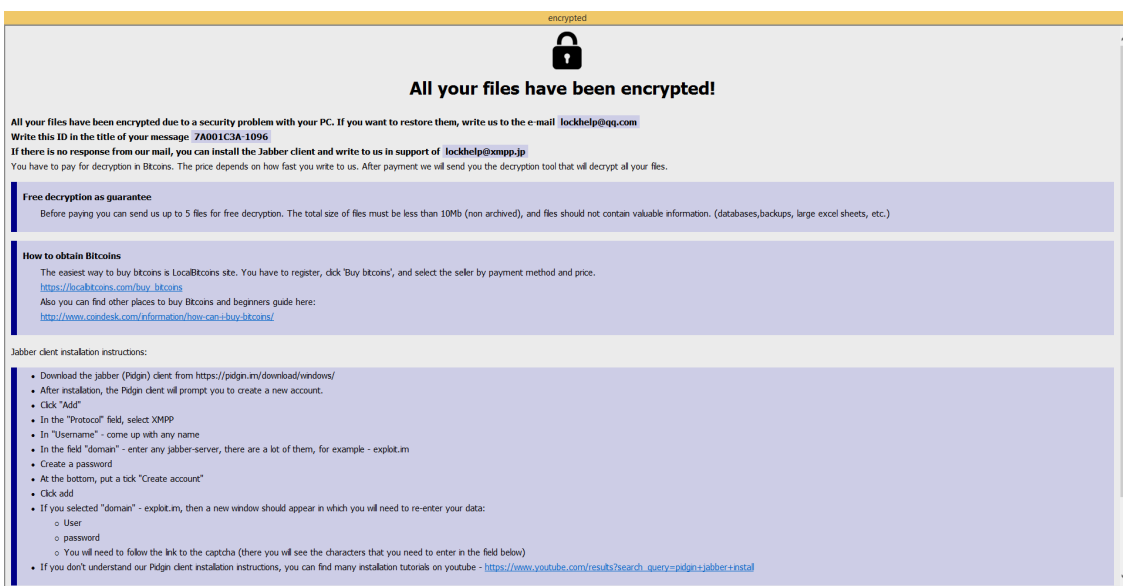 encrypted
All your files have been encrypted!
All your files have been encrypted due to a security problem with your PC. If you want to restore them, write us to the e-mail lockhelp@qq.com
Write this ID in the title of your message 7A001C3A-1096
If there is no response from our mail, you can install the Jabber client and write to us in support of lockhelp@xmpp.jp
You have to pay for decryption in Bitcoins. The price depends on how fast you write to us. After payment we will send you the decryption tool that will decrypt all your files.
Free decryption as guarantee
Before paying you can send us up to 5 files for free decryption. The total size of files must be less than 10Mb (non archived), and files should not contain valuable information. (databases,backups, large excel sheets, etc.)
How to obtain Bitcoins
The easiest way to buy bitcoins is LocalBitcoins site. You have to register, click 'Buy bitcoins', and select the seller by payment method and price.
https://localbitcoins.com/buy_bitcoins
Also you can find other places to buy Bitcoins and beginners guide here:
http://www.coindesk.com/information/how-can-i-buy-bitcoins/
Jabber client installation instructions:
• Download the jabber (Pidgin) client from https://pidgin.im/download/windows/
• After installation, the Pidgin client will prompt you to create a new account.
• Click "Add"
• In the "Protocol" field, select XMPP
• In "Username" - come up with any name
• In the field "domain" - enter any jabber-server, there are a lot of them, for example - exploit.im
• Create a password
• At the bottom, put a tick "Create account"
• Click add
• If you selected "domain" - exploit.im, then a new window should appear in which you will need to re-enter your data:
○ User
○ password
○ You will need to follow the link to the captcha (there you will see the characters that you need to enter in the field below)
• If you don't understand our Pidgin client installation instructions, you can find many installation tutorials on youtube - https://www.youtube.com/results?search_query=pidgin+jabber+install